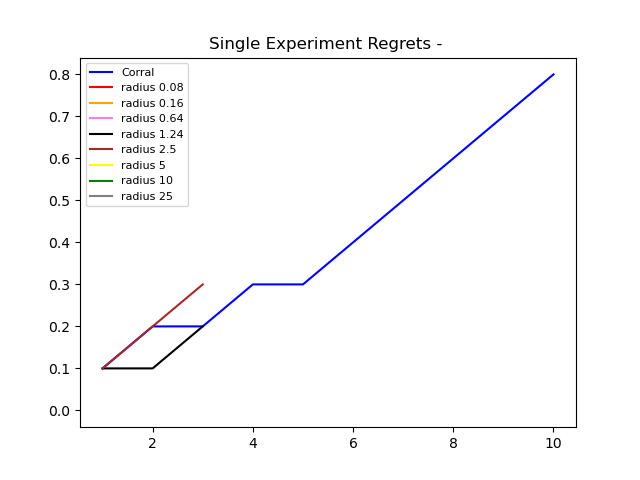 Single Experiment Regrets -
Corral
radius 0.08
radius 0.16
radius 0.64
radius 1.24
radius 2.5
radius 5
radius 10
radius 25
0.8
0.7
0.6
0.5
0.4
0.3
0.2
0.1
0.0
2 4 6 8 10